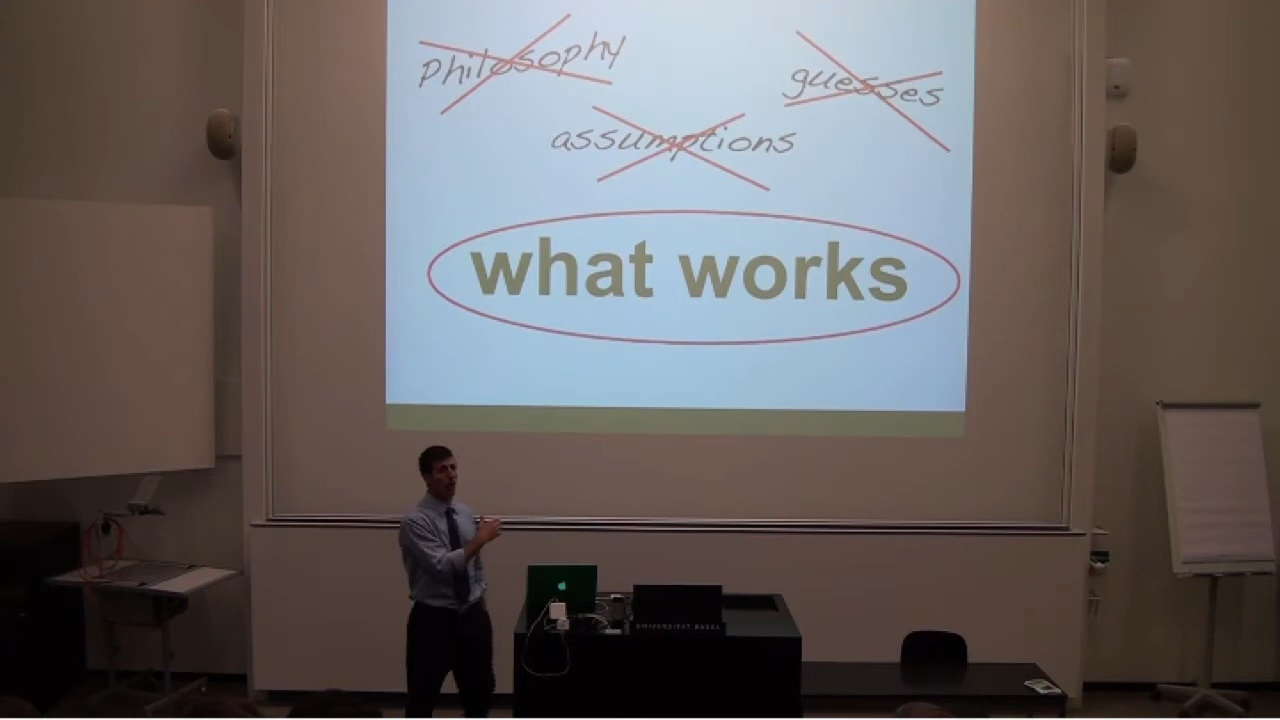 philosophy
guesses
assumptions
what works
UNIVERSITÄT BASEL